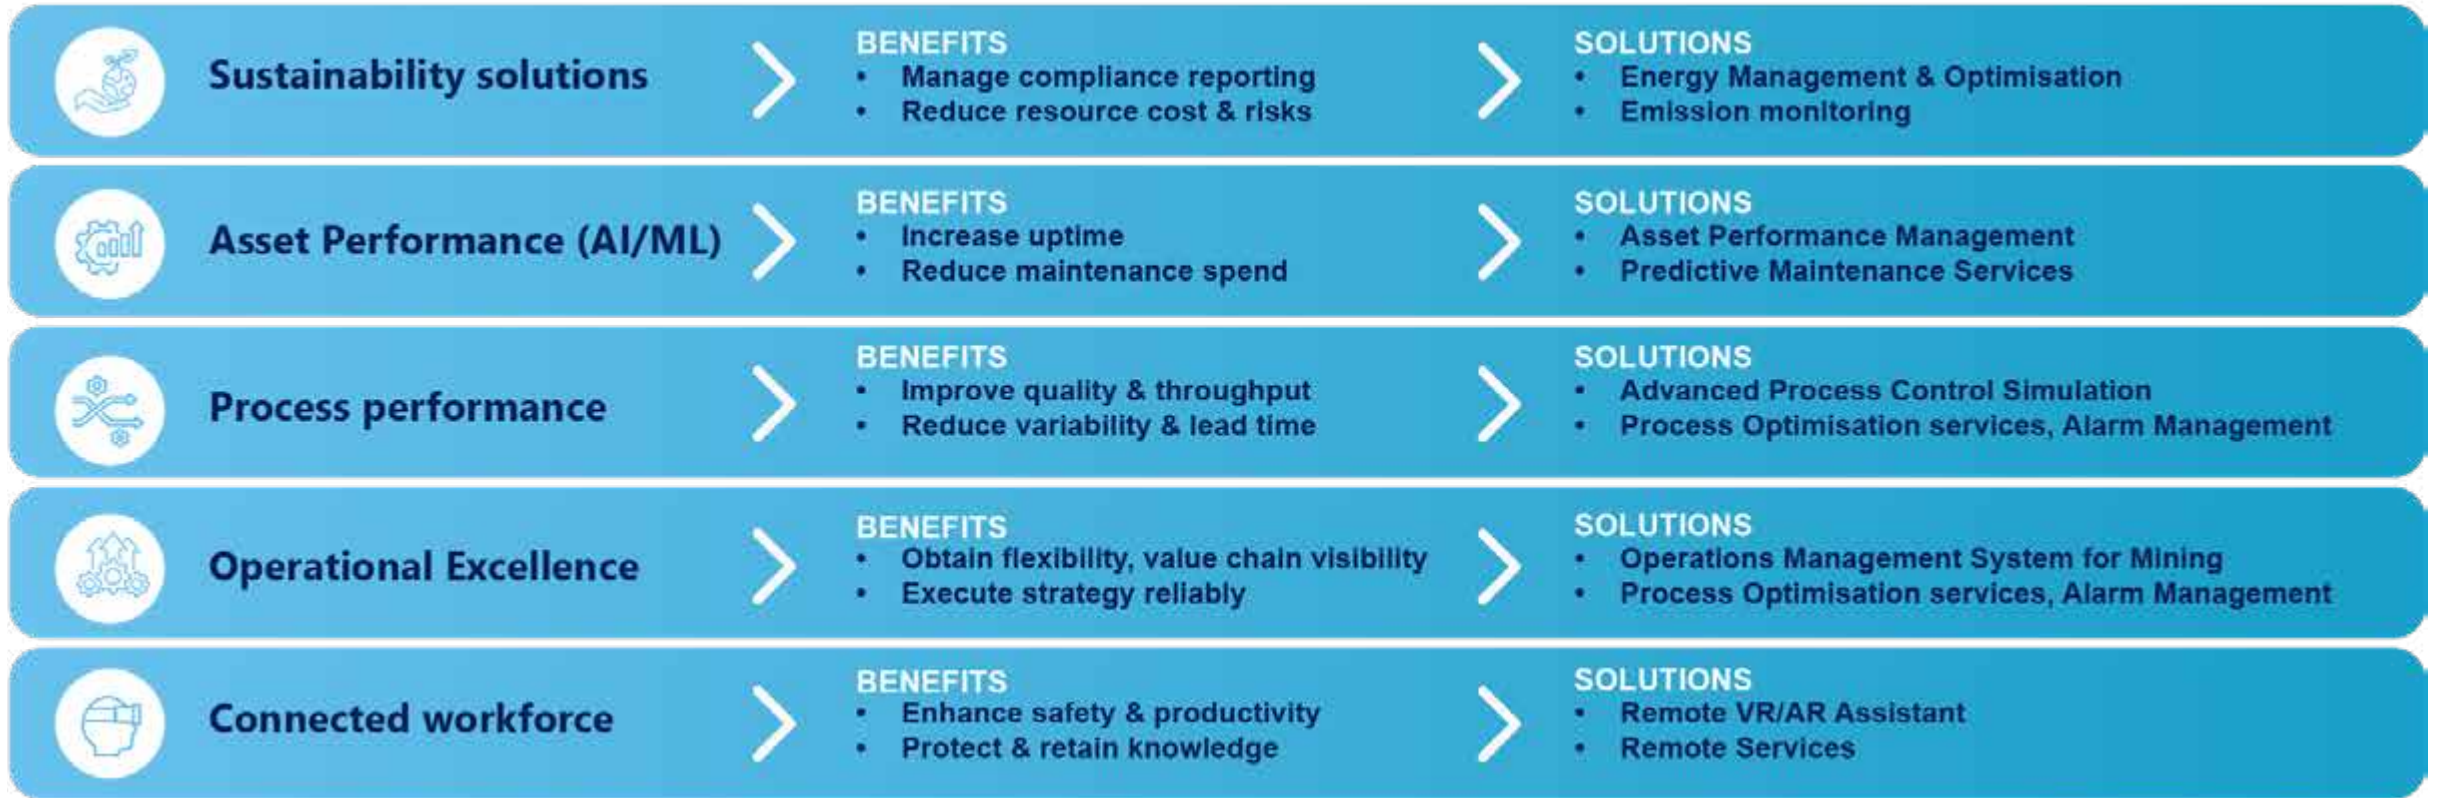 Sustainability solutions
BENEFITS
• Manage compliance reporting
• Reduce resource cost & risks
SOLUTIONS
• Energy Management & Optimisation
• Emission monitoring
Asset Performance (AI/ML)
BENEFITS
• Increase uptime
• Reduce maintenance spend
SOLUTIONS
• Asset Performance Management
• Predictive Maintenance Services
Process performance
BENEFITS
• Improve quality & throughput
• Reduce variability & lead time
SOLUTIONS
• Advanced Process Control Simulation
• Process Optimisation services, Alarm Management
Operational Excellence
BENEFITS
• Obtain flexibility, value chain visibility
• Execute strategy reliably
SOLUTIONS
• Operations Management System for Mining
• Process Optimisation services, Alarm Management
Connected workforce
BENEFITS
• Enhance safety & productivity
• Protect & retain knowledge
SOLUTIONS
• Remote VR/AR Assistant
• Remote Services